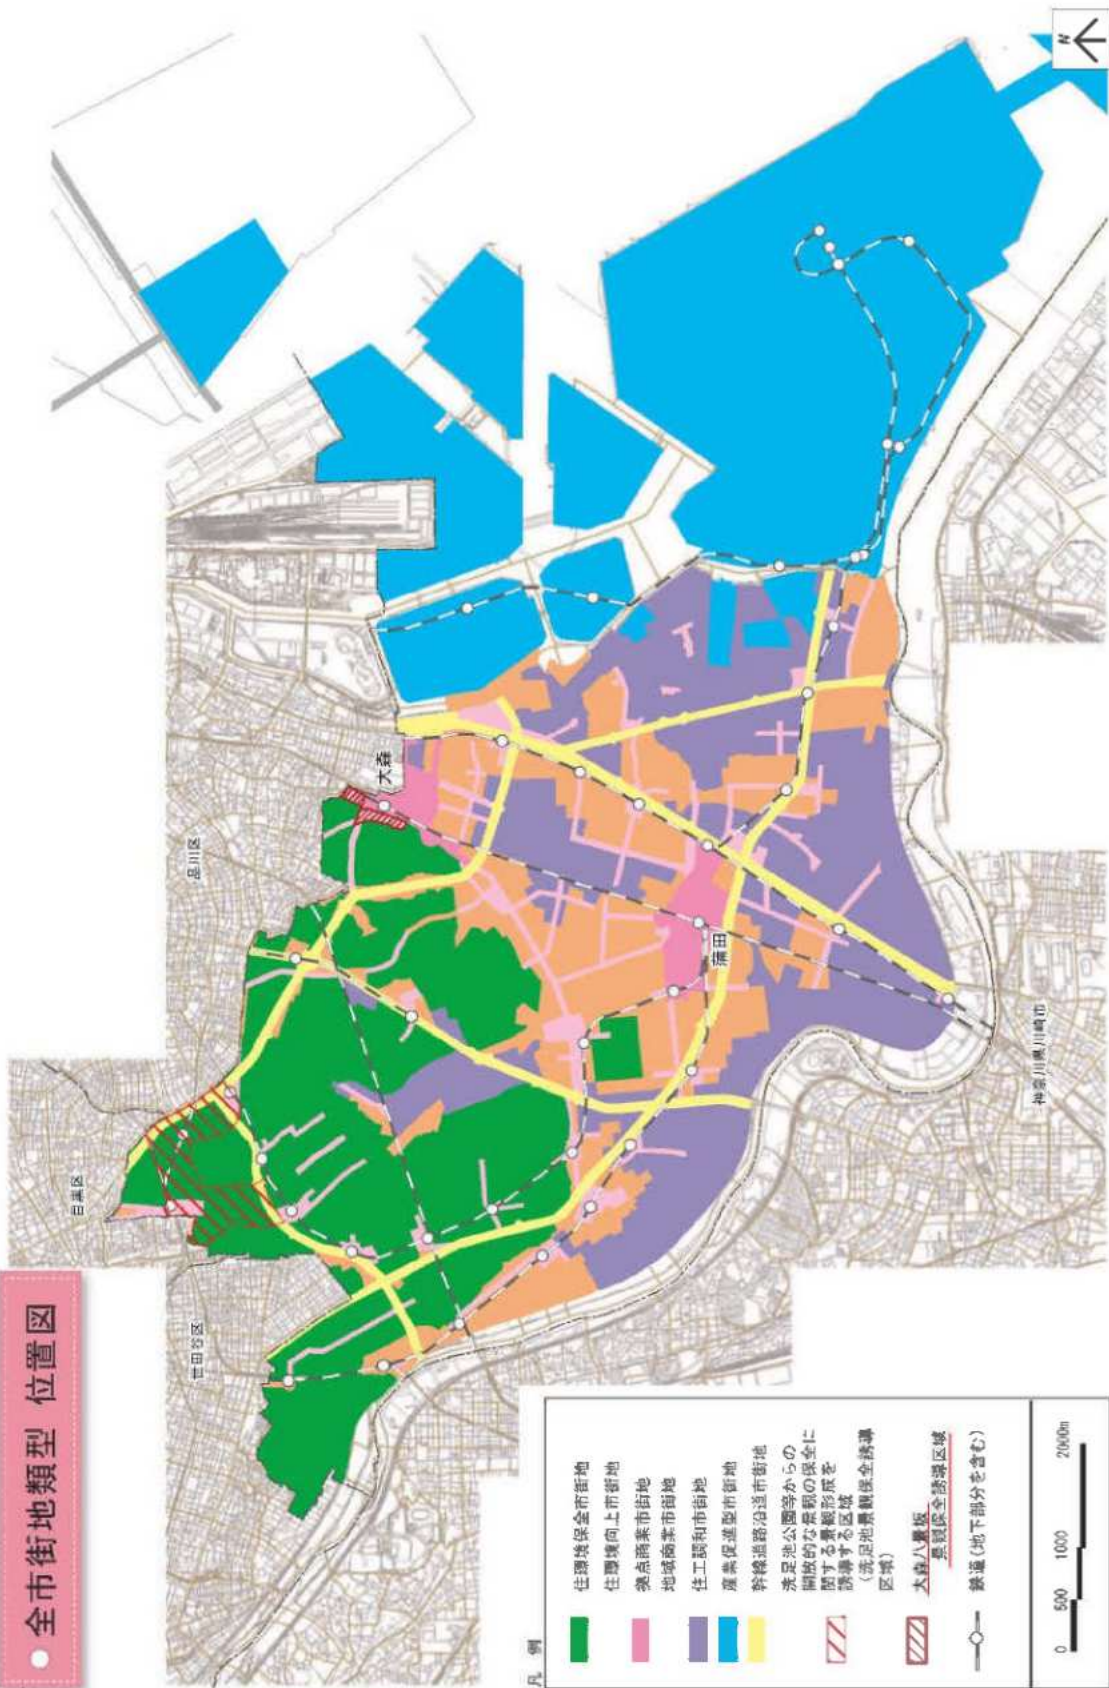 全市街地類型 位置図
N
目黒区
品川区
世田谷区
大森
蒲田
神奈川県川崎市
凡 例
住環境保全市街地
住環境向上市街地
拠点商業市街地
地域商業市街地
住工調和市街地
産業促進型市街地
幹線道路沿道市街地
洗足池公園等からの
開放的な景観の保全に
関する景観形成を
誘導する区域
(洗足池景観保全誘導
区域)
大森八景坂
景観保全誘導区域
鉄道(地下部分を含む)
0 500 1000 2000m